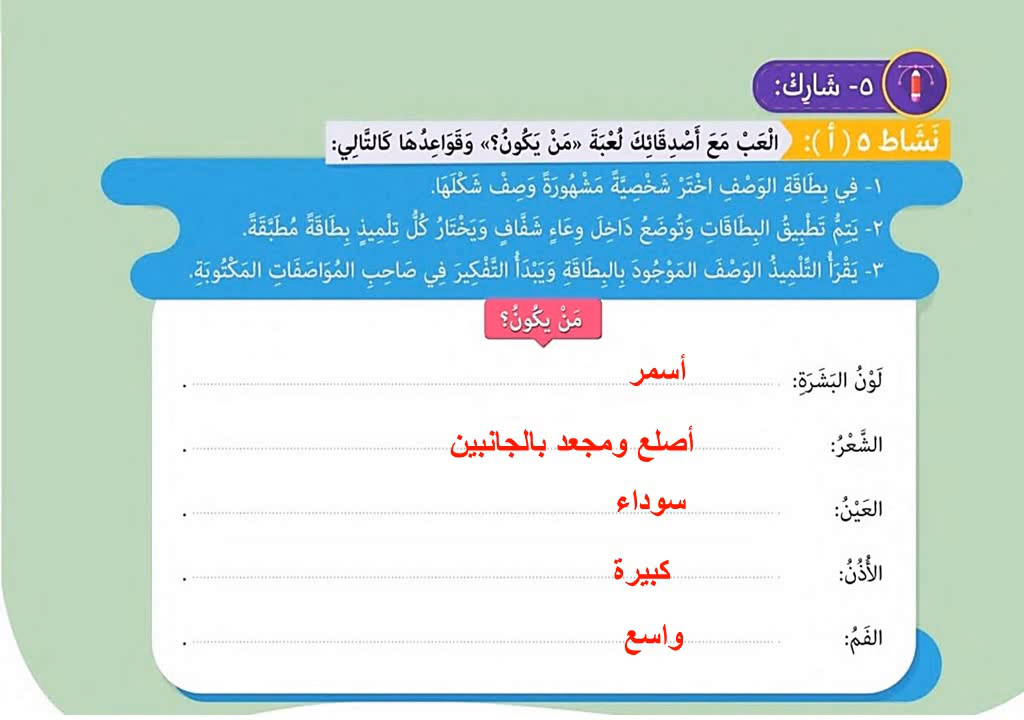 ٥- شَارِكْ:
نَشَاط ٥ ( أ ): الْعَبْ مَعَ أَصْدِقَائِكَ لُعْبَةَ «مَنْ يَكُونُ؟» وَقَوَاعِدُهَا كَالتَّالِي:
١- فِي بِطَاقَةِ الوَصْفِ اخْتَرْ شَخْصِيَّةً مَشْهُورَةً وَصِفْ شَكْلَهَا.
٢- يَتِمُّ تَطْبِيقُ البِطَاقَاتِ وَتُوضَعُ دَاخِلَ وِعَاءٍ شَفَّافٍ وَيَخْتَارُ كُلُّ تِلْمِيذٍ بِطَاقَةً مُطَبَّقَةً.
٣- يَقْرَأُ التِّلْمِيذُ الوَصْفَ المَوْجُودَ بِالبِطَاقَةِ وَيَبْدَأُ التَّفْكِيرَ فِي صَاحِبِ المُوَاصَفَاتِ المَكْتُوبَةِ.
مَنْ يَكُونُ؟
لَوْنُ البَشَرَةِ: أسمر .
الشَّعْرُ: أصلع ومجعد بالجانبين .
العَيْنُ: سوداء .
الأُذُنُ: كبيرة .
الفَمُ: واسع .